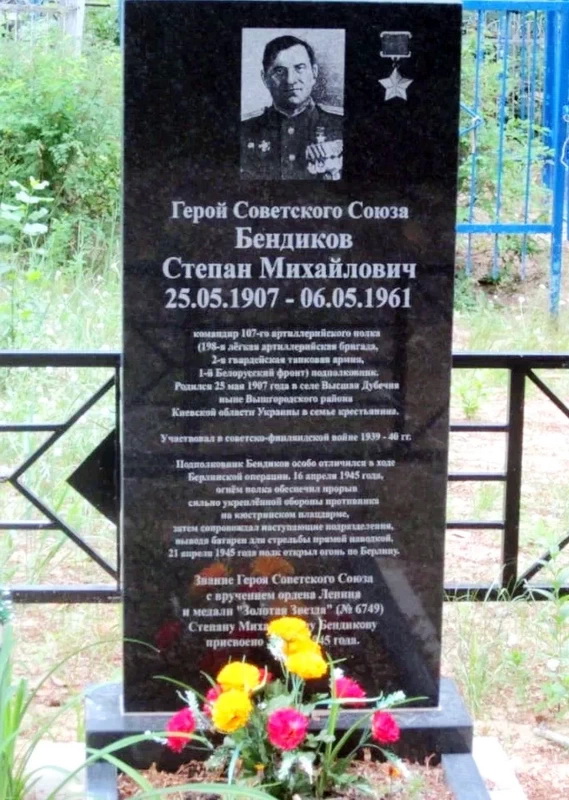 Герой Советского Союза
Бендиков
Степан Михайлович
25.05.1907 - 06.05.1961
командир 107-го артиллерийского полка
(198-я лёгкая артиллерийская бригада,
2-я гвардейская танковая армия,
1-й Белорусский фронт) подполковник.
Родился 25 мая 1907 года в селе Высшая Дубечня
ныне Вышгородского района
Киевской области Украины в семье крестьянина.
Участвовал в советско-финляндской войне 1939 - 40 гг.
Подполковник Бендиков особо отличился в ходе
Берлинской операции. 16 апреля 1945 года,
огнём полка обеспечил прорыв
сильно укреплённой обороны противника
на кюстринском плацдарме,
затем сопровождал наступающие подразделения,
выводя батареи для стрельбы прямой наводкой.
21 апреля 1945 года полк открыл огонь по Берлину.
Звание Героя Советского Союза
с вручением ордена Ленина
и медали "Золотая Звезда" (№ 6749)
Степану Бендикову
присвоено года.